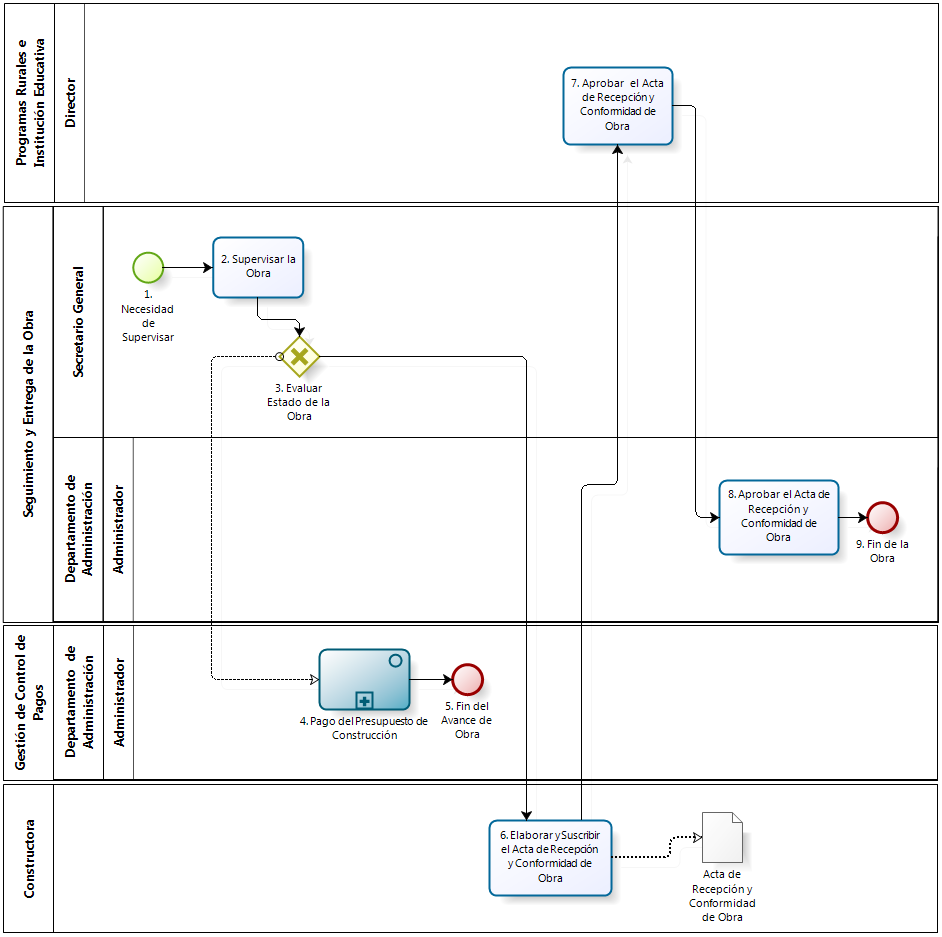 Programas Rurales e
Institución Educativa
Director
7. Aprobar el Acta
de Recepción y
Conformidad de
Obra
Seguimiento y Entrega de la Obra
Secretario General
1.
Necesidad
de
Supervisar
2. Supervisar la
Obra
3. Evaluar
Estado de la
Obra
Departamento de
Administración
Administrador
8. Aprobar el Acta de
Recepción y
Conformidad de
Obra
9. Fin de la
Obra
Gestión de Control de
Pagos
Departamento de
Administración
Administrador
4. Pago del Presupuesto de
Construcción
5. Fin del
Avance de
Obra
Constructora
6. Elaborar y Suscribir
el Acta de Recepción
y Conformidad de
Obra
Acta de
Recepción y
Conformidad
de Obra